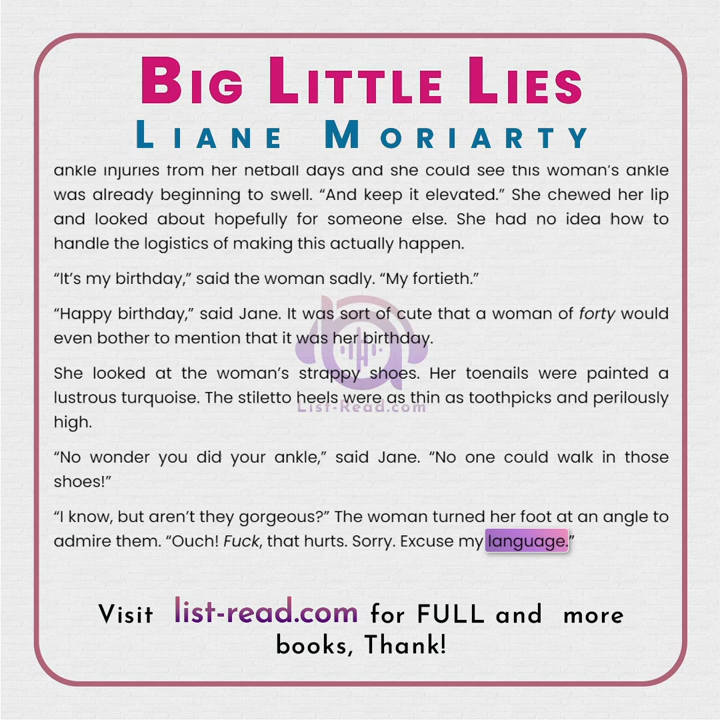 BIG LITTLE LIES
LIANE MORIARTY
ankle injuries from her netball days and she could see this woman’s ankle
was already beginning to swell. “And keep it elevated.” She chewed her lip
and looked about hopefully for someone else. She had no idea how to
handle the logistics of making this actually happen.
“It’s my birthday,” said the woman sadly. “My fortieth.”
“Happy birthday,” said Jane. It was sort of cute that a woman of forty would
even bother to mention that it was her birthday.
She looked at the woman’s strappy shoes. Her toenails were painted a
lustrous turquoise. The stiletto heels were as thin as toothpicks and perilously
List-Read.com
high.
“No wonder you did your ankle,” said Jane. “No one could walk in those
shoes!”
“I know, but aren’t they gorgeous?” The woman turned her foot at an angle to
admire them. “Ouch! Fuck, that hurts. Sorry. Excuse my language.”
Visit list-read.com for FULL and more
books, Thank!